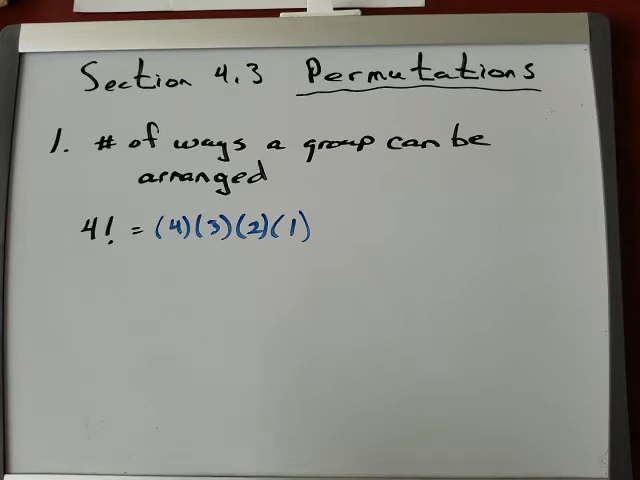 Section 4.3 Permutations
1. # of ways a group can be
arranged
4! = (4)(3)(2)(1)